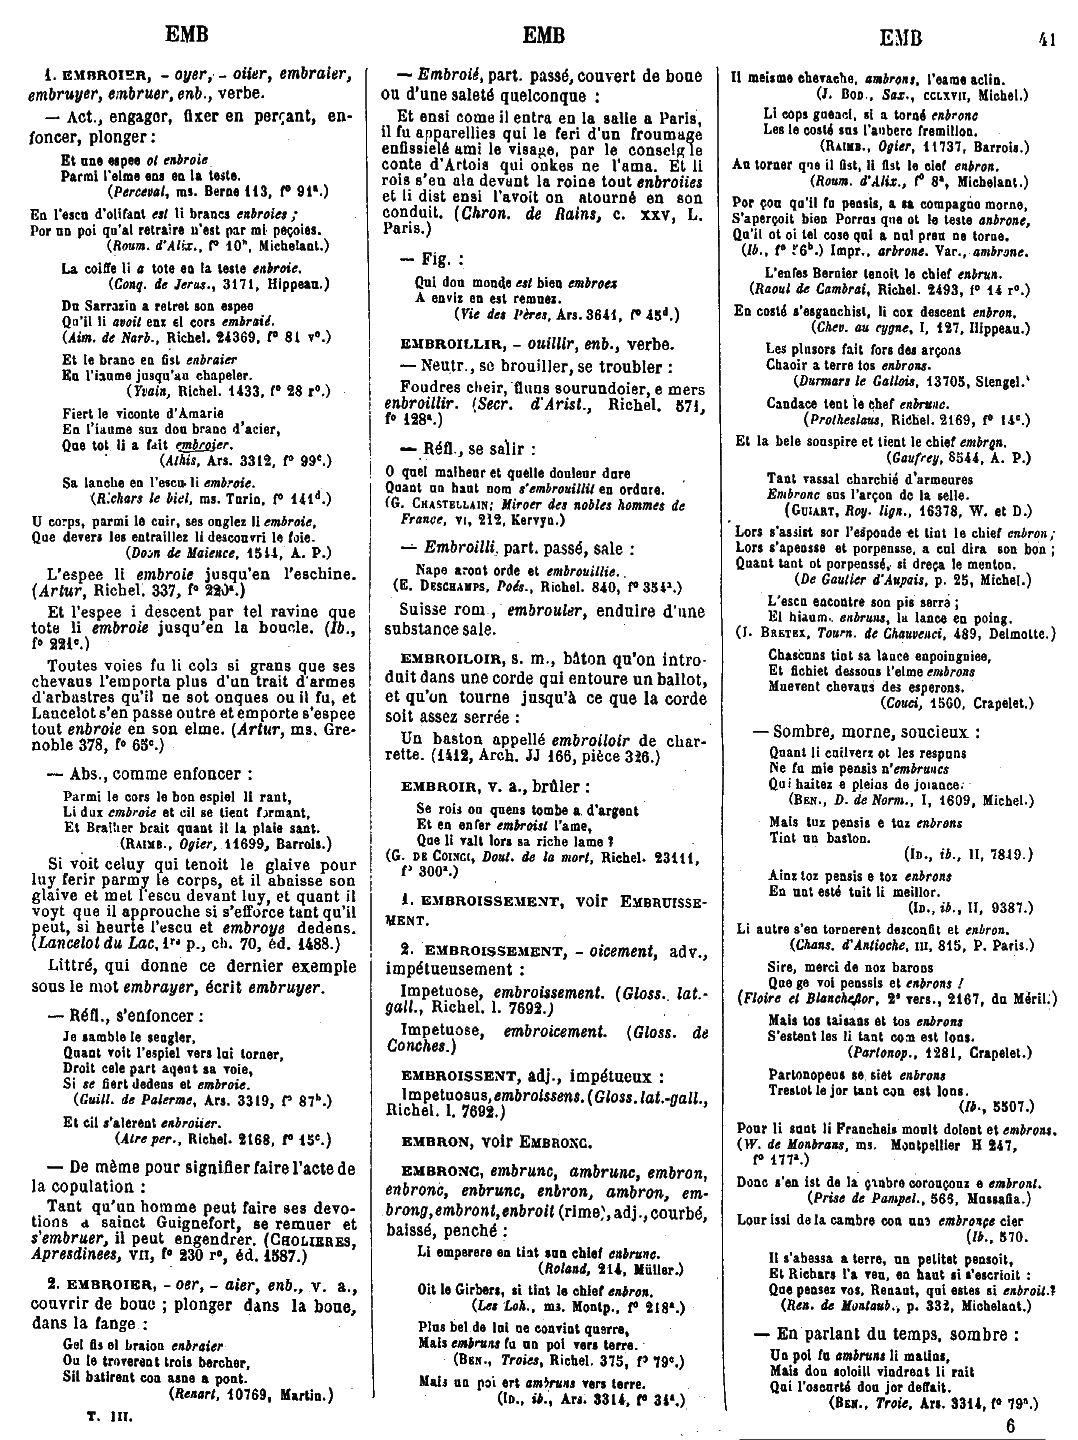 EMB
EMB
EMB
41
1. EMBROIER, - oyer, - oiier, embraier,
embruyer, embruer, enb., verbe.
— Act., engager, fixer en perçant, en-
foncer, plonger :
Et une espee ot enbroie
Parmi l'elme ens en la teste.
(Perceval, ms. Berne 113, f° 91ª.)
En l'escu d'olifant est li brancs enbroies ;
Por un poi qu'al retraire n'est par mi peçoies.
(Roum. d'Alix., f° 10ᵇ, Michelant.)
La coiffe li a tote en la teste enbroie.
(Conq. de Jerus., 3171, Hippeau.)
Du Sarrazin a retret son espee
Qu'il li avoit enz el cors embraié.
(Aim. de Narb., Richel. 24369, f° 81 v°.)
Et le branc en fist enbraier
En l'iaume jusqu'au chapeler.
(Yvain, Richel. 1433, f° 28 r°.)
Fiert le viconte d'Amarie
En l'iaume suz dou branc d'acier,
Que tot li a fait embroier.
(Athis, Ars. 3312, f° 99ᶜ.)
Sa lanche en l'escu li embroie.
(Richars le biel, ms. Turin, f° 141ᵈ.)
U corps, parmi le cuir, ses onglez li embroie,
Que devers les entraillez li descouvri le foie.
(Doon de Maience, 1511, A. P.)
L'espee li embroie jusqu'en l'eschine.
(Artur, Richel. 337, f° 220ª.)
Et l'espee i descent par tel ravine que
tote li embroie jusqu'en la boucle. (Ib.,
f° 221ᶜ.)
Toutes voies fu li cols si grans que ses
chevaus l'emporta plus d'un trait d'armes
d'arbastres qu'il ne sot onques ou il fu, et
Lancelot s'en passe outre et emporte s'espee
tout enbroie en son elme. (Artur, ms. Gre-
noble 378, f° 65ᶜ.)
— Abs., comme enfoncer :
Parmi le cors le bon espiel li rant,
Li dux embroie et cil se tient formant,
Et Braiher brait quant il la plaie sant.
(RAIMB., Ogier, 11699, Barrois.)
Si voit celuy qui tenoit le glaive pour
luy ferir parmy le corps, et il abaisse son
glaive et met l'escu devant luy, et quant il
voyt que il approuche si s'efforce tant qu'il
peut, si heurte l'escu et embroye dedens.
(Lancelot du Lac, 1ʳᵉ p., ch. 70, éd. 1488.)
Littré, qui donne ce dernier exemple
sous le mot embrayer, écrit embruyer.
— Réfl., s'enfoncer :
Je samble le sengler,
Quant voit l'espiel vers lui torner,
Droit cele part aqeut sa voie,
Si se fiert dedens et embroie.
(Guill. de Palerme, Ars. 3319, f° 87ᵇ.)
Et cil s'alerent enbroiier.
(Atre per., Richel. 2168, f° 15ᶜ.)
— De même pour signifier faire l'acte de
la copulation :
Tant qu'un homme peut faire ses devo-
tions a sainct Guignefort, se remuer et
s'embruer, il peut engendrer. (CHOLIERES,
Apresdinees, VII, f° 230 r°, éd. 1587.)
2. EMBROIER, - oer, - aier, enb., v. a.,
couvrir de boue ; plonger dans la boue,
dans la fange :
Gel fis el braion enbraier
Ou le troverent trois bercher,
Sil batirent con asne a pont.
(Renart, 10769, Martin.)
T. III.
— Embroié, part. passé, couvert de boue
ou d'une saleté quelconque :
Et ensi come il entra en la salle a Paris,
il fu appareillies qui le feri d'un froumage
enfissielé ami le visage, par le conseig le
conte d'Artois qui onkes ne l'ama. Et li
rois s'en ala devant la roine tout enbroiies
et li dist ensi l'avoit on atourné en son
conduit. (Chron. de Rains, c. XXV, L.
Paris.)
— Fig. :
Qui dou monde est bien embroez
A enviz en est remuez.
(Vie des Pères, Ars. 3641, f° 45ᵈ.)
EMBROILLIR, - ouillir, enb., verbe.
— Neutr., se brouiller, se troubler :
Foudres cheir, fluns sourundoier, e mers
enbroillir. (Secr. d'Arist., Richel. 571,
f° 128ª.)
— Réfl., se salir :
O quel malheur et quelle douleur dure
Quant un haut nom s'embrouillit en ordure.
(G. CHASTELLAIN, Miroer des nobles hommes de
France, VI, 212, Kervyn.)
— Embroilli, part. passé, sale :
Nape aront orde et embrouillie.
(E. DESCHAMPS, Poés., Richel. 840, f° 354ª.)
Suisse rom., embrouler, enduire d'une
substance sale.
EMBROILOIR, s. m., bâton qu'on intro-
duit dans une corde qui entoure un ballot,
et qu'on tourne jusqu'à ce que la corde
soit assez serrée :
Un baston appellé embroiloir de char-
rette. (1412, Arch. JJ 166, pièce 326.)
EMBROIR, v. a., brûler :
Se rois ou quens tombe a d'argent
Et en enfer embroist l'ame,
Que li valt lors sa riche lame ?
(G. DE COINCI, Dout. de la mort, Richel. 23111,
f° 300ª.)
1. EMBROISSEMENT, voir EMBRUISSE-
MENT.
2. EMBROISSEMENT, - oicement, adv.,
impétueusement :
Impetuose, embroissement. (Gloss. lat.-
gall., Richel. l. 7692.)
Impetuose, embroicement. (Gloss. de
Conches.)
EMBROISSENT, adj., impétueux :
Impetuosus, embroissens. (Gloss. lat.-gall.,
Richel. l. 7692.)
EMBRON, voir EMBRONC.
EMBRONC, embrunc, ambrunc, embron,
enbronc, enbrunc, enbron, ambron, em-
brong, embront, enbroit (rime), adj., courbé,
baissé, penché :
Li emperere en tint sun chief enbrunc.
(Roland, 214, Müller.)
Oit le Girbers, si tint le chief enbron.
(Les Loh., ms. Montp., f° 218ª.)
Plus bel de lui ne convint querre,
Mais embruns fu un poi vers terre.
(BEN., Troies, Richel. 375, f° 79ᶜ.)
Mais un poi ert ambruns vers terre.
(ID., ib., Ars. 3314, f° 34ª.)
Il meisme chevache, ambrons, l'eame aclin.
(J. BOD., Sax., CCLXVII, Michel.)
Li cops guenci, si a torné enbronc
Les le costé sus l'auberc fremillon.
(RAIMB., Ogier, 11737, Barrois.)
Au torner que il fist, li fist le cief enbron.
(Roum. d'Alix., f° 8ª, Michelant.)
Por çou qu'il fu pensis, a sa compagne morne,
S'aperçoit bien Porrus que ot le teste anbrone,
Qu'il ot oi tel cose qui a nul preu ne torne.
(Ib., f° 6ᵇ.) Impr., arbrone. Var., ambrone.
L'enfes Bernier tenoit le chief enbrun.
(Raoul de Cambrai, Richel. 2493, f° 14 r°.)
En costé s'esganchist, li cox descent enbron.
(Chev. au cygne, I, 127, Hippeau.)
Les plusors fait fors des arçons
Chaoir a terre tos enbrons.
(Durmars le Gallois, 13705, Stengel.)
Candace tent le chef enbrunc.
(Protheslaus, Richel. 2169, f° 14ᶜ.)
Et la bele souspire et tient le chief embron.
(Gaufrey, 8544, A. P.)
Tant vassal charchié d'armeures
Embronc sus l'arçon de la selle.
(GUIART, Roy. lign., 16378, W. et D.)
Lors s'assist sor l'esponde et tint le chief enbron ;
Lors s'apensse et porpensse, a cui dira son bon ;
Quant tant ot porpenssé, si dreça le menton.
(De Gautier d'Aupais, p. 25, Michel.)
L'escu encontre son pis serra ;
El hiaum. enbruns, la lance en poing.
(J. BRETEX, Tourn. de Chauvenci, 489, Delmotte.)
Chascuns tint sa lance enpoingniee,
Et fichiet dessous l'elme embrons
Muevent chevaus des esperons.
(Couci, 1560, Crapelet.)
— Sombre, morne, soucieux :
Quant li cuilverz ot les respuns
Ne fu mie pensis n'embruncs
Qui haitez e pleins de joiance.
(BEN., D. de Norm., I, 1609, Michel.)
Mais tuz pensis e tuz enbrons
Tint un baston.
(ID., ib., II, 7819.)
Ainz toz pensis e toz enbrons
En unt esté tuit li meillor.
(ID., ib., II, 9387.)
Li autre s'en tornerent desconfit et enbron.
(Chans. d'Antioche, III, 815, P. Paris.)
Sire, merci de noz barons
Que ge voi penssis et enbrons !
(Floire et Blancheflor, 2ᵉ vers., 2167, du Méril.)
Mais tos taisans et tos enbrons
S'estent les li tant com est lons.
(Partonop., 1281, Crapelet.)
Partonopeus se siet enbrons
Trestot le jor tant con est lons.
(Ib., 5507.)
Pour li sunt li Francheis moult dolent et embrons.
(W. de Monbrans, ms. Montpellier H 247,
f° 177ª.)
Donc s'en ist de la çanbre corouçouz e embront.
(Prise de Pampel., 566, Mussafia.)
Lour issi de la cambre con uns embronçe cier
(Ib., 570.
Il s'abessa a terre, un petitet pensoit,
Et Richars l'a veu, en haut si s'escrioit :
Que pensez vos, Renaut, qui estes si enbroit ?
(Ren. de Montaub., p. 332, Michelant.)
— En parlant du temps, sombre :
Un poi fu ambruns li matins,
Mais dou soloill vindrent li rait
Qui l'oscurté dou jor deffait.
(BEN., Troie, Ars. 3314, f° 79ᵃ.)
6